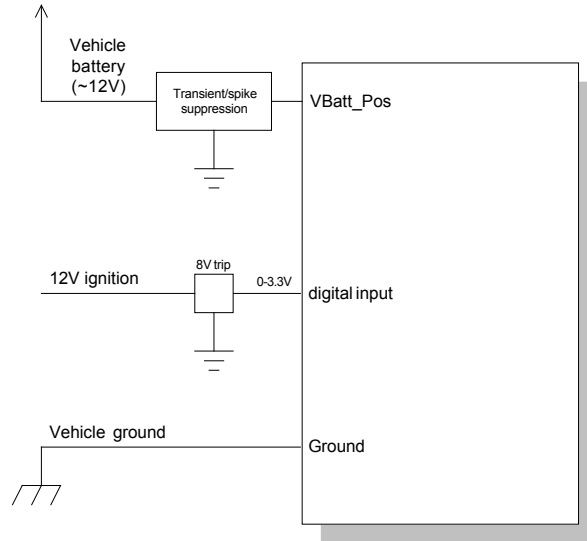 Vehicle
battery
(~12V)
Transient/spike
suppression
VBatt_Pos
8V trip
12V ignition
0-3.3V
digital input
Vehicle ground
Ground